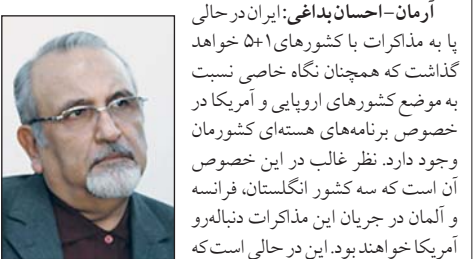 آرمان-احسان بداغی: ایران در حالی
پا به مذاکرات با کشورهای ۱+۵ خواهد
گذاشت که همچنان نگاه خاصی نسبت
به موضع کشورهای اروپایی و آمریکا در
خصوص برنامه‌های هسته‌ای کشورمان
وجود دارد. نظر غالب در این خصوص
آن است که سه کشور انگلستان، فرانسه
و آلمان در جریان این مذاکرات دنباله‌رو
آمریکا خواهند بود. این در حالی است که